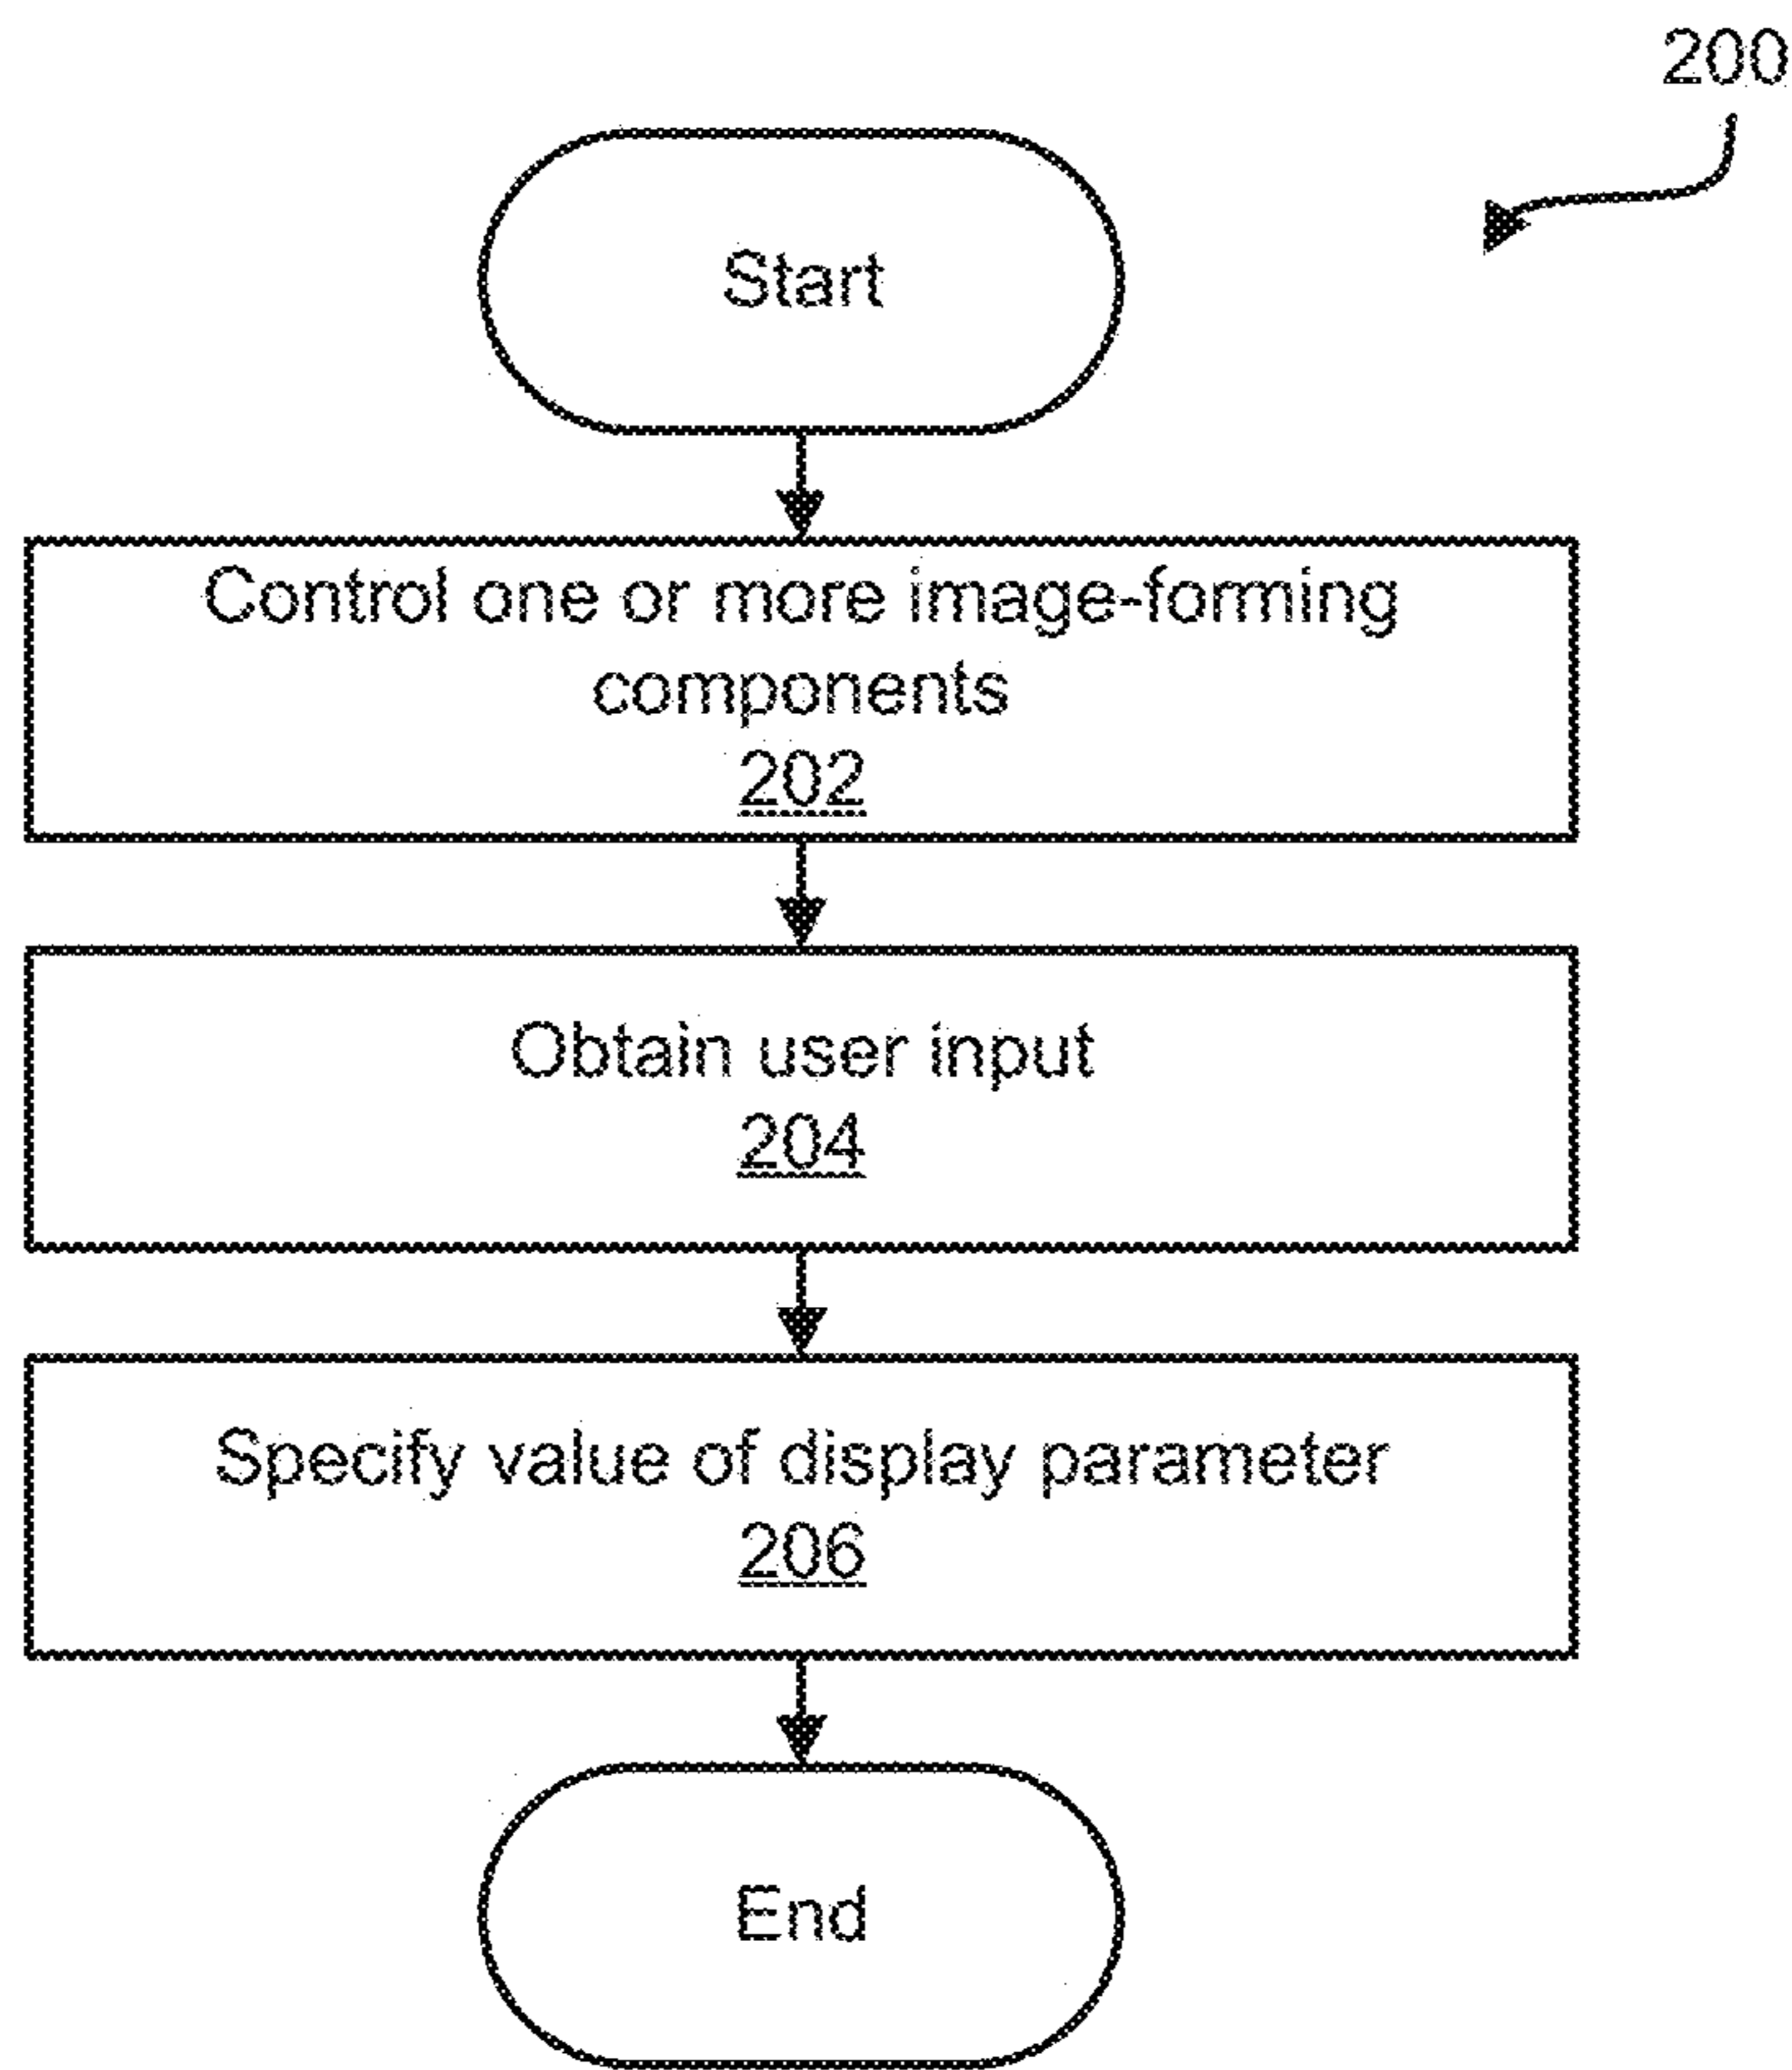 200
Start
Control one or more image-forming
components
202
Obtain user input
204
Specify value of display parameter
206
End